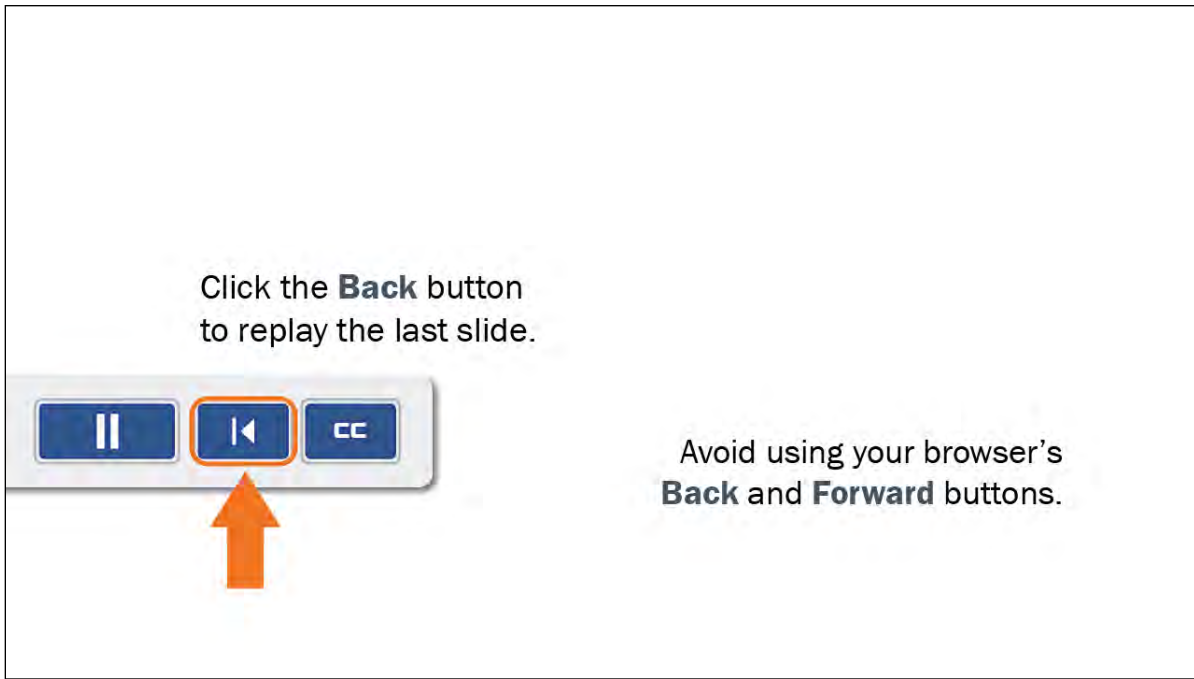 Click the Back button
to replay the last slide.
CC
Avoid using your browser’s
Back and Forward buttons.